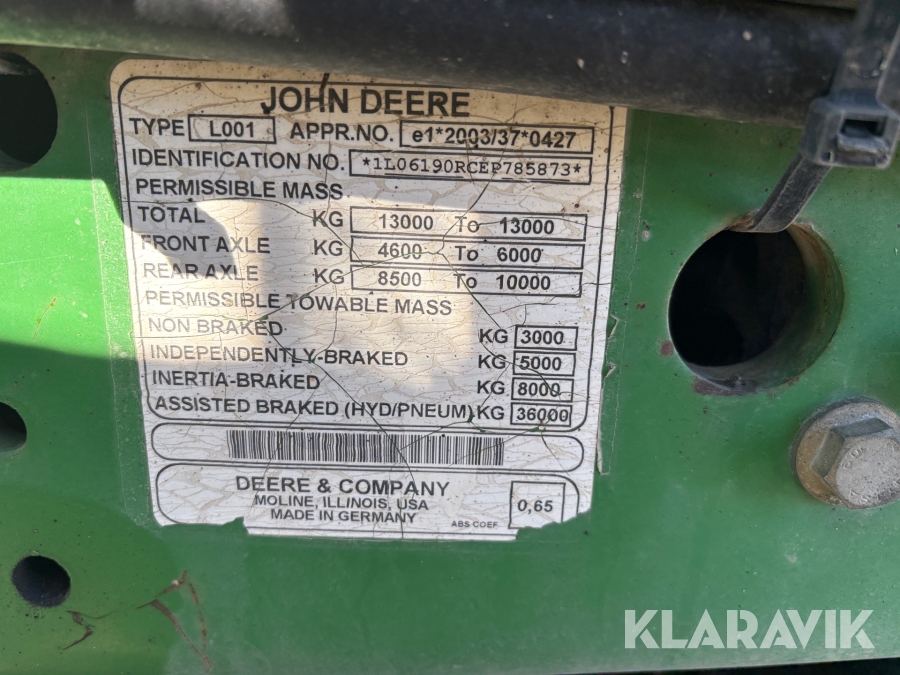 JOHN DEERE
TYPE L001 APPR.NO. e1*2003/37*0427
IDENTIFICATION NO. *1L06190RCEP785873*
PERMISSIBLE MASS
TOTAL KG 13000 To 13000
FRONT AXLE KG 4600 To 6000
REAR AXLE KG 8500 To 10000
PERMISSIBLE TOWABLE MASS
NON BRAKED KG 3000
INDEPENDENTLY-BRAKED KG 5000
INERTIA-BRAKED KG 8000
ASSISTED BRAKED (HYD/PNEUM) KG 36000
DEERE & COMPANY
MOLINE, ILLINOIS, USA
MADE IN GERMANY
ABS COEF. 0,65
KLARAVIK